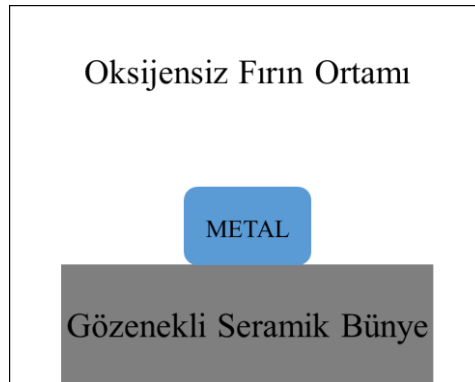 Oksijensiz Fırın Ortamı
METAL
Gözenekli Seramik Bünye